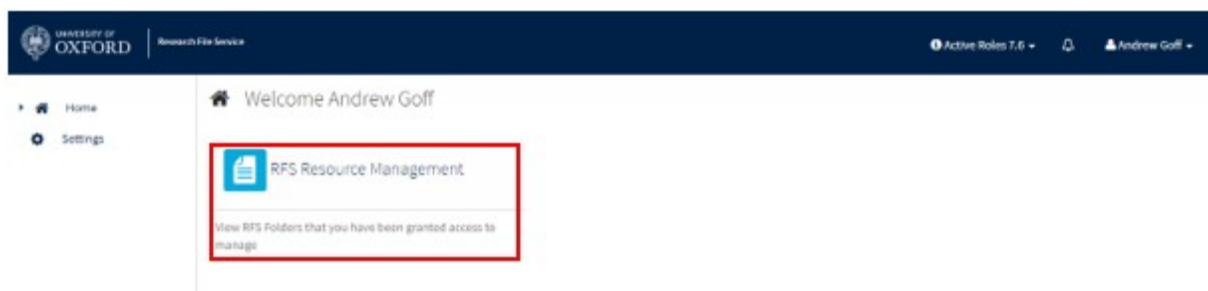 UNIVERSITY OF
OXFORD
Research File Service
Active Roles 7.6
Andrew Goff
Home
Settings
Welcome Andrew Goff
RFS Resource Management
View RFS Folders that you have been granted access to
manage